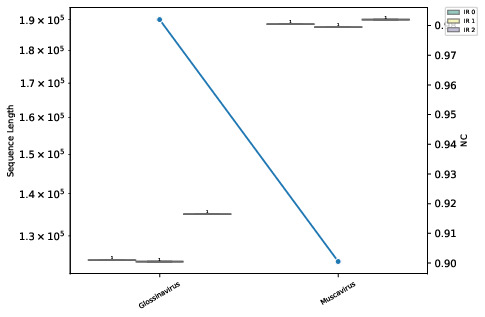 1.9 × 10⁵
1.8 × 10⁵
1.7 × 10⁵
1.6 × 10⁵
1.5 × 10⁵
1.4 × 10⁵
1.3 × 10⁵
Sequence Length
1
1
1
1
1
1
Glossinavirus
Muscavirus
0.97
0.96
0.95
0.94
0.93
0.92
0.91
0.90
NC
IR 0
IR 1
IR 2